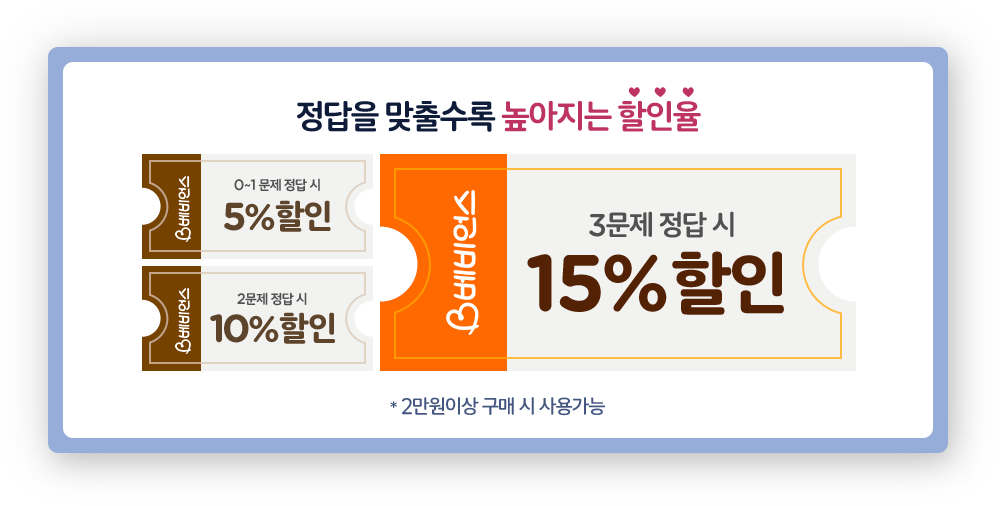 정답을 맞출수록 높아지는 할인율
베비언스
0~1 문제 정답 시
5%할인
베비언스
2문제 정답 시
10%할인
베비언스
3문제 정답 시
15%할인
* 2만원이상 구매 시 사용가능